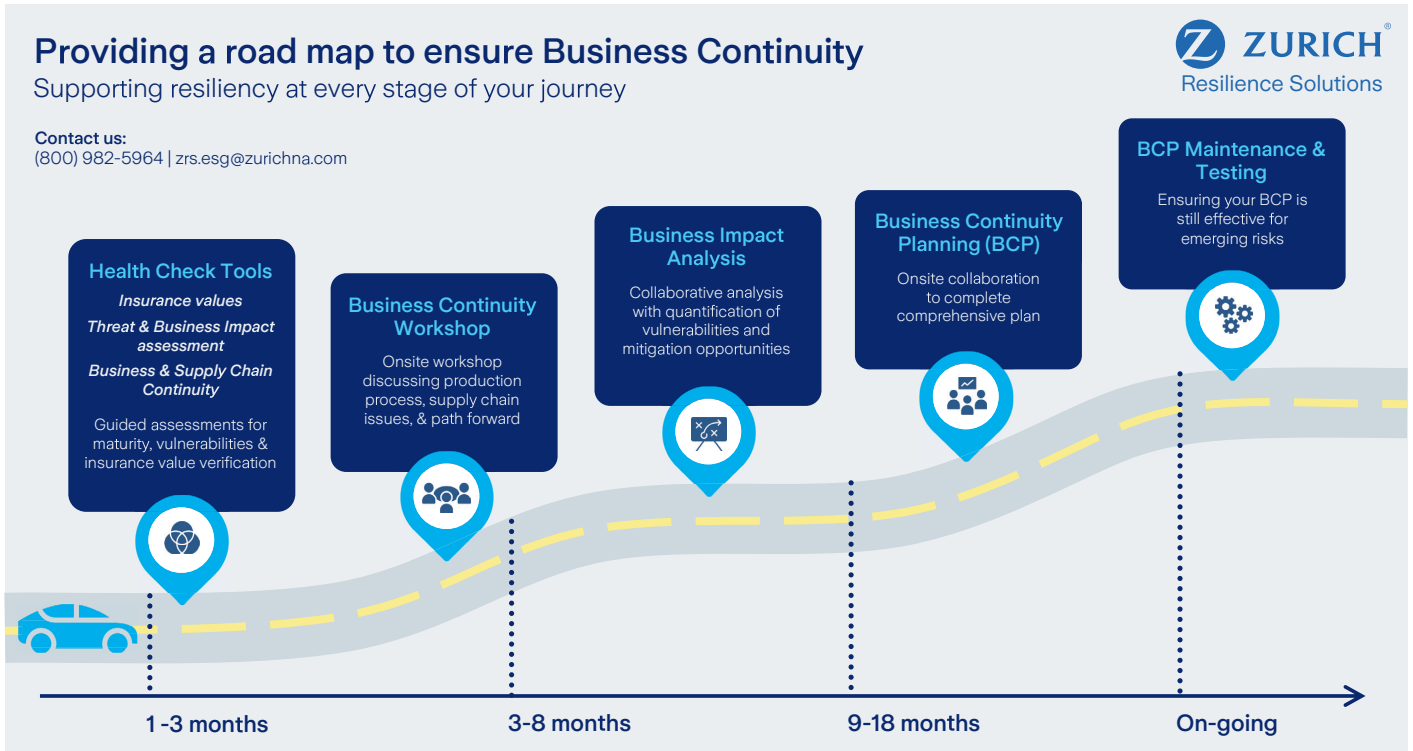 Providing a road map to ensure Business Continuity
Supporting resiliency at every stage of your journey
Z ZURICH®
Resilience Solutions
Contact us:
(800) 982-5964 | zrs.esg@zurichna.com
Health Check Tools
Insurance values
Threat & Business Impact
assessment
Business & Supply Chain
Continuity
Guided assessments for
maturity, vulnerabilities &
insurance value verification
Business Continuity
Workshop
Onsite workshop
discussing production
process, supply chain
issues, & path forward
Business Impact
Analysis
Collaborative analysis
with quantification of
vulnerabilities and
mitigation opportunities
Business Continuity
Planning (BCP)
Onsite collaboration
to complete
comprehensive plan
BCP Maintenance &
Testing
Ensuring your BCP is
still effective for
emerging risks
1 -3 months
3-8 months
9-18 months
On-going